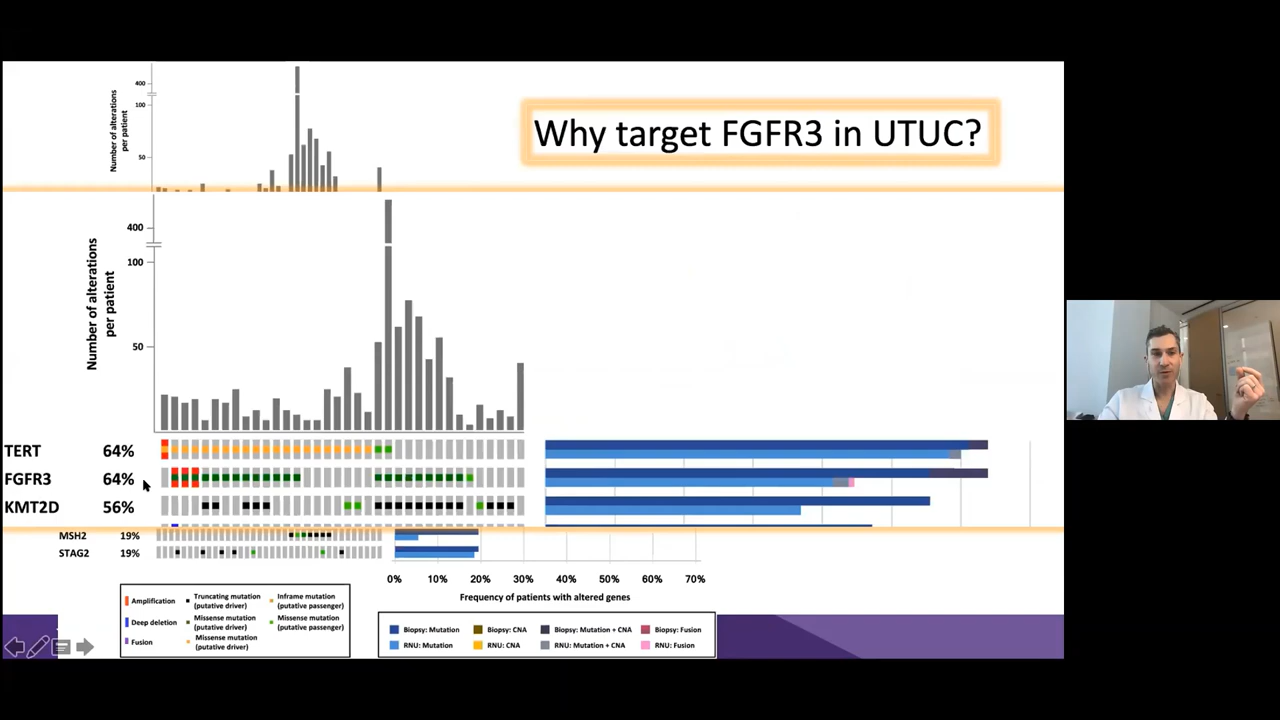 Why target FGFR3 in UTUC?
Number of alterations
per patient
400
100
50
Number of alterations
per patient
400
100
50
TERT 64%
FGFR3 64%
KMT2D 56%
MSH2 19%
STAG2 19%
0% 10% 20% 30% 40% 50% 60% 70%
Frequency of patients with altered genes
Amplification
Deep deletion
Fusion
Truncating mutation
(putative driver)
Missense mutation
(putative driver)
Missense mutation
(putative driver)
Inframe mutation
(putative passenger)
Missense mutation
(putative passenger)
Biopsy: Mutation
Biopsy: CNA
Biopsy: Mutation + CNA
Biopsy: Fusion
RNU: Mutation
RNU: CNA
RNU: Mutation + CNA
RNU: Fusion